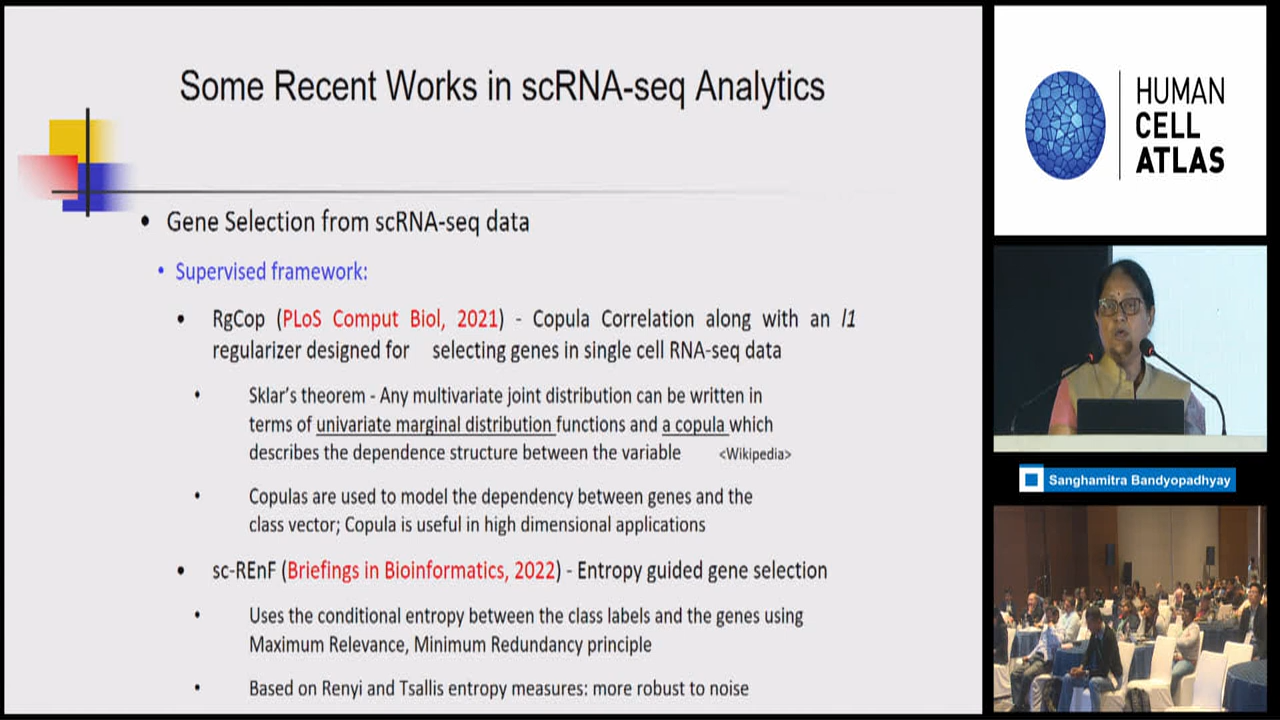 Some Recent Works in scRNA-seq Analytics
• Gene Selection from scRNA-seq data
• Supervised framework:
• RgCop (PLoS Comput Biol, 2021) - Copula Correlation along with an l1
regularizer designed for selecting genes in single cell RNA-seq data
• Sklar's theorem - Any multivariate joint distribution can be written in
terms of univariate marginal distribution functions and a copula which
describes the dependence structure between the variable <Wikipedia>
• Copulas are used to model the dependency between genes and the
class vector; Copula is useful in high dimensional applications
• sc-REnF (Briefings in Bioinformatics, 2022) - Entropy guided gene selection
• Uses the conditional entropy between the class labels and the genes using
Maximum Relevance, Minimum Redundancy principle
• Based on Renyi and Tsallis entropy measures: more robust to noise
HUMAN
CELL
ATLAS
Sanghamitra Bandyopadhyay